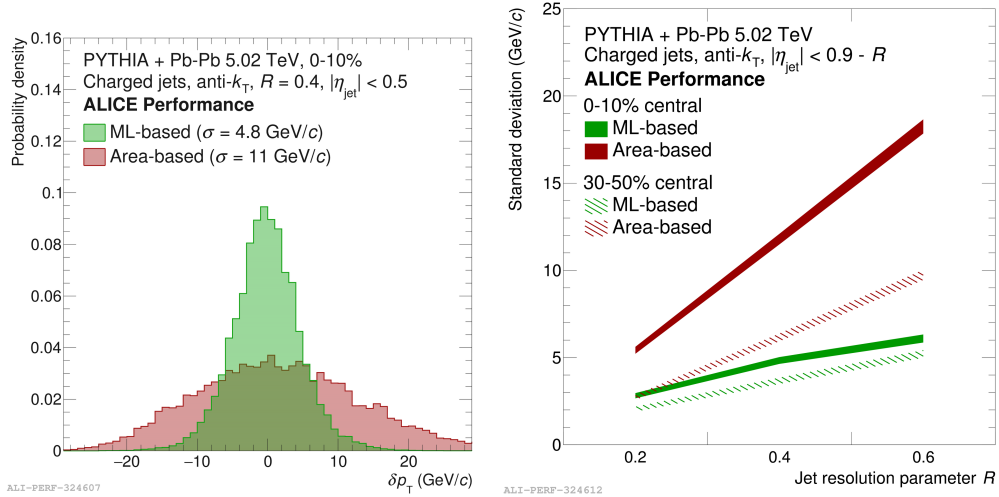 Probability density
0.16
0.14
0.12
0.1
0.08
0.06
0.04
0.02
0
PYTHIA + Pb-Pb 5.02 TeV, 0-10%
Charged jets, anti-kT, R = 0.4, |ηjet| < 0.5
ALICE Performance
ML-based (σ = 4.8 GeV/c)
Area-based (σ = 11 GeV/c)
−20 −10 0 10 20
δpT (GeV/c)
ALI-PERF-324607
Standard deviation (GeV/c)
25
20
15
10
5
0
PYTHIA + Pb-Pb 5.02 TeV
Charged jets, anti-kT, |ηjet| < 0.9 - R
ALICE Performance
0-10% central
ML-based
Area-based
30-50% central
ML-based
Area-based
0.2 0.4 0.6
Jet resolution parameter R
ALI-PERF-324612